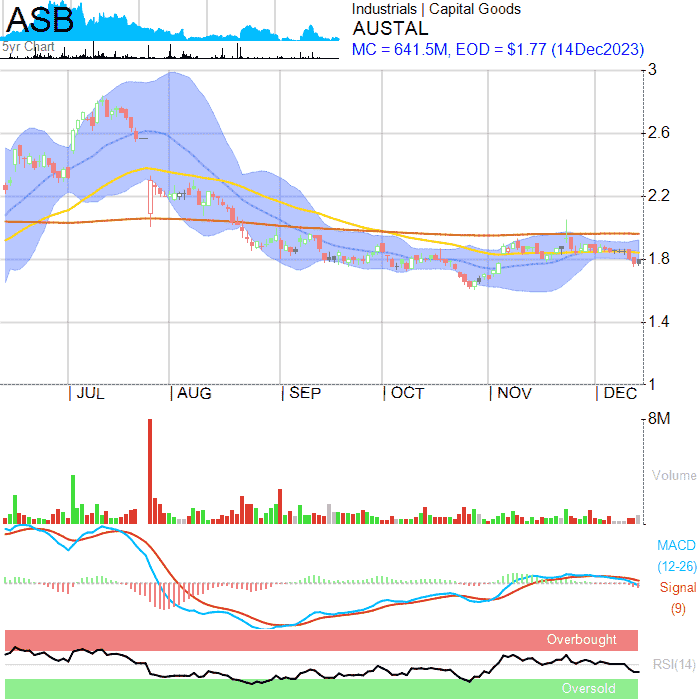 ASB
5yr Chart
Industrials | Capital Goods
AUSTAL
MC = 641.5M, EOD = $1.77 (14Dec2023)
3
2.6
2.2
1.8
1.4
1
JUL AUG SEP OCT NOV DEC
8M
Volume
MACD
(12-26)
Signal
(9)
Overbought
RSI(14)
Oversold